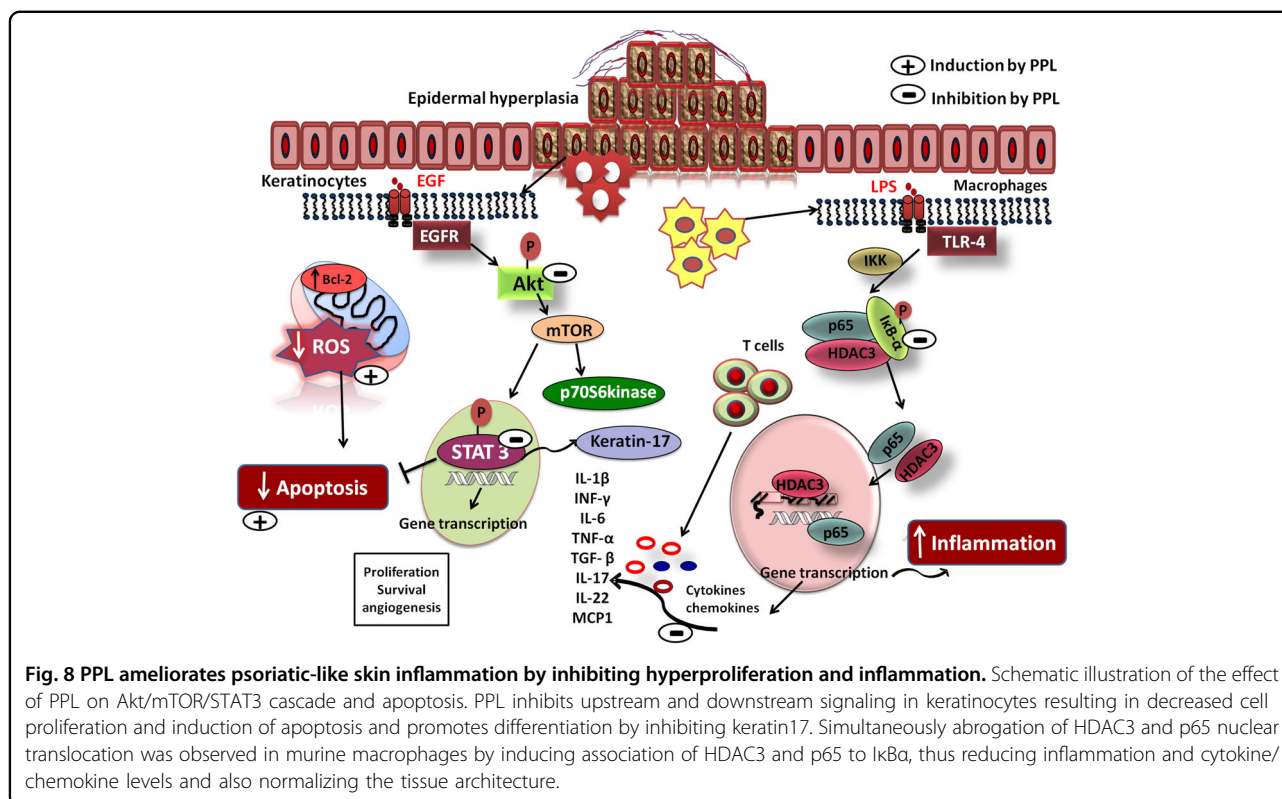 + Induction by PPL
Epidermal hyperplasia
- Inhibition by PPL
Keratinocytes
EGF
LPS
Macrophages
EGFR
TLR-4
P
IKK
↑ Bcl-2
Akt
-
P
IκB-α
-
p65
HDAC3
mTOR
T cells
↓ ROS
+
p70S6kinase
P
STAT 3
-
Keratin-17
p65
HDAC3
↓ Apoptosis
+
Gene transcription
IL-1β
INF-γ
IL-6
TNF-α
TGF- β
IL-17
IL-22
MCP1
HDAC3
p65
↑ Inflammation
Gene transcription
Proliferation
Survival
angiogenesis
Cytokines
chemokines
-
Fig. 8 PPL ameliorates psoriatic-like skin inflammation by inhibiting hyperproliferation and inflammation. Schematic illustration of the effect
of PPL on Akt/mTOR/STAT3 cascade and apoptosis. PPL inhibits upstream and downstream signaling in keratinocytes resulting in decreased cell
proliferation and induction of apoptosis and promotes differentiation by inhibiting keratin17. Simultaneously abrogation of HDAC3 and p65 nuclear
translocation was observed in murine macrophages by inducing association of HDAC3 and p65 to IκBα, thus reducing inflammation and cytokine/
chemokine levels and also normalizing the tissue architecture.